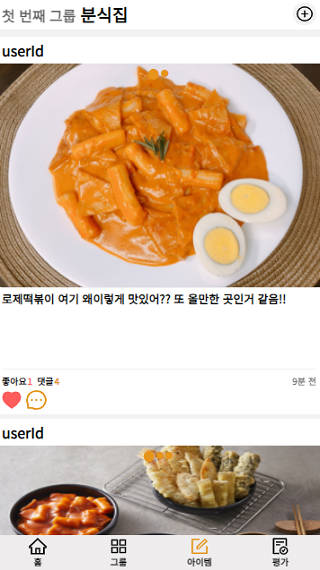 첫 번째 그룹 분식집
userId
로제떡볶이 여기 왜이렇게 맛있어?? 또 올만한 곳인거 같음!!
좋아요1 댓글4 9분 전
userId
홈 그룹 아이템 평가